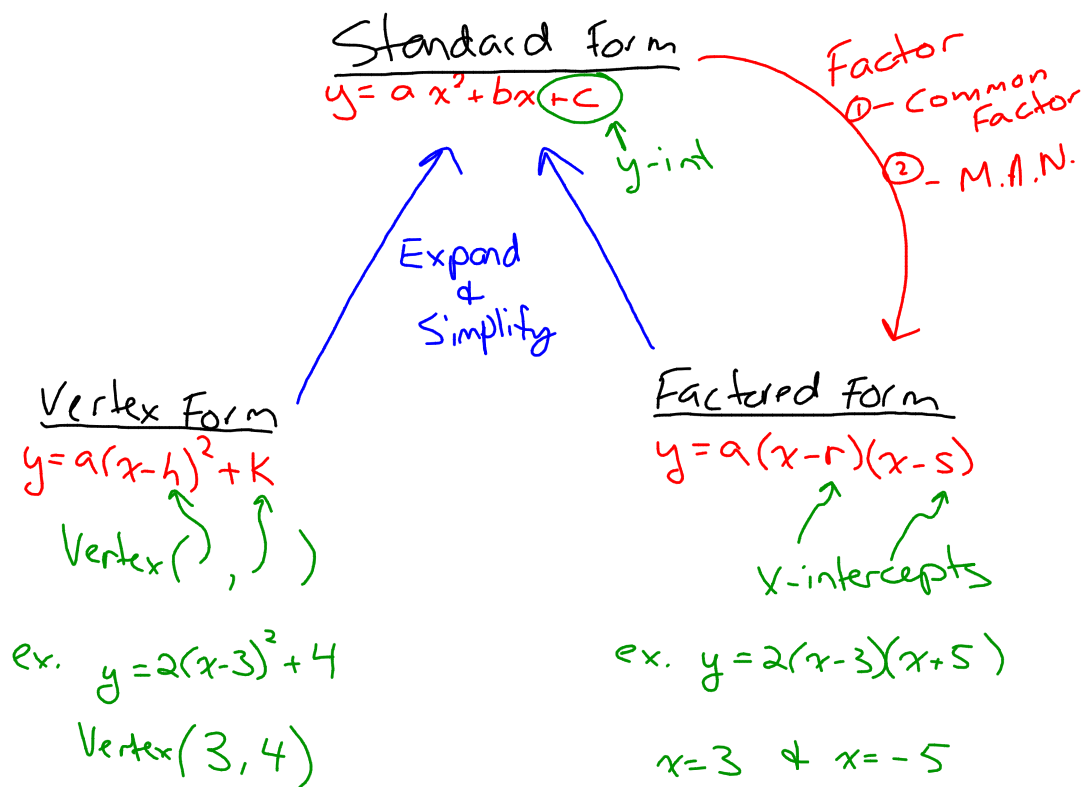 Standard Form
y = ax² + bx + c
y-int
Factor
① - Common Factor
② - M.A.N.
Expand
&
Simplify
Vertex Form
y = a(x-h)² + k
Vertex( , )
ex. y = 2(x-3)² + 4
Vertex(3,4)
Factored Form
y = a(x-r)(x-s)
x-intercepts
ex. y = 2(x-3)(x+5)
x = 3 & x = -5